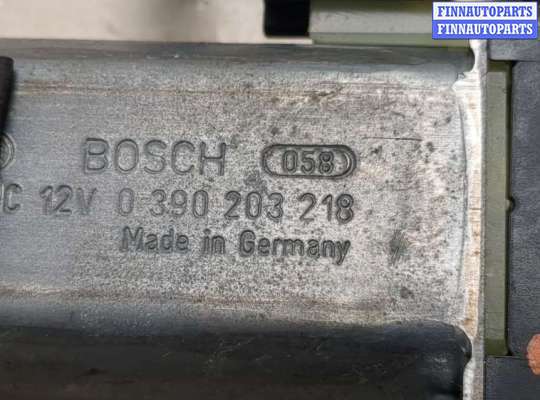 FINNAUTOPARTS
FINNAUTOPARTS
BOSCH 058
C 12V 0 390 203 218
Made in Germany